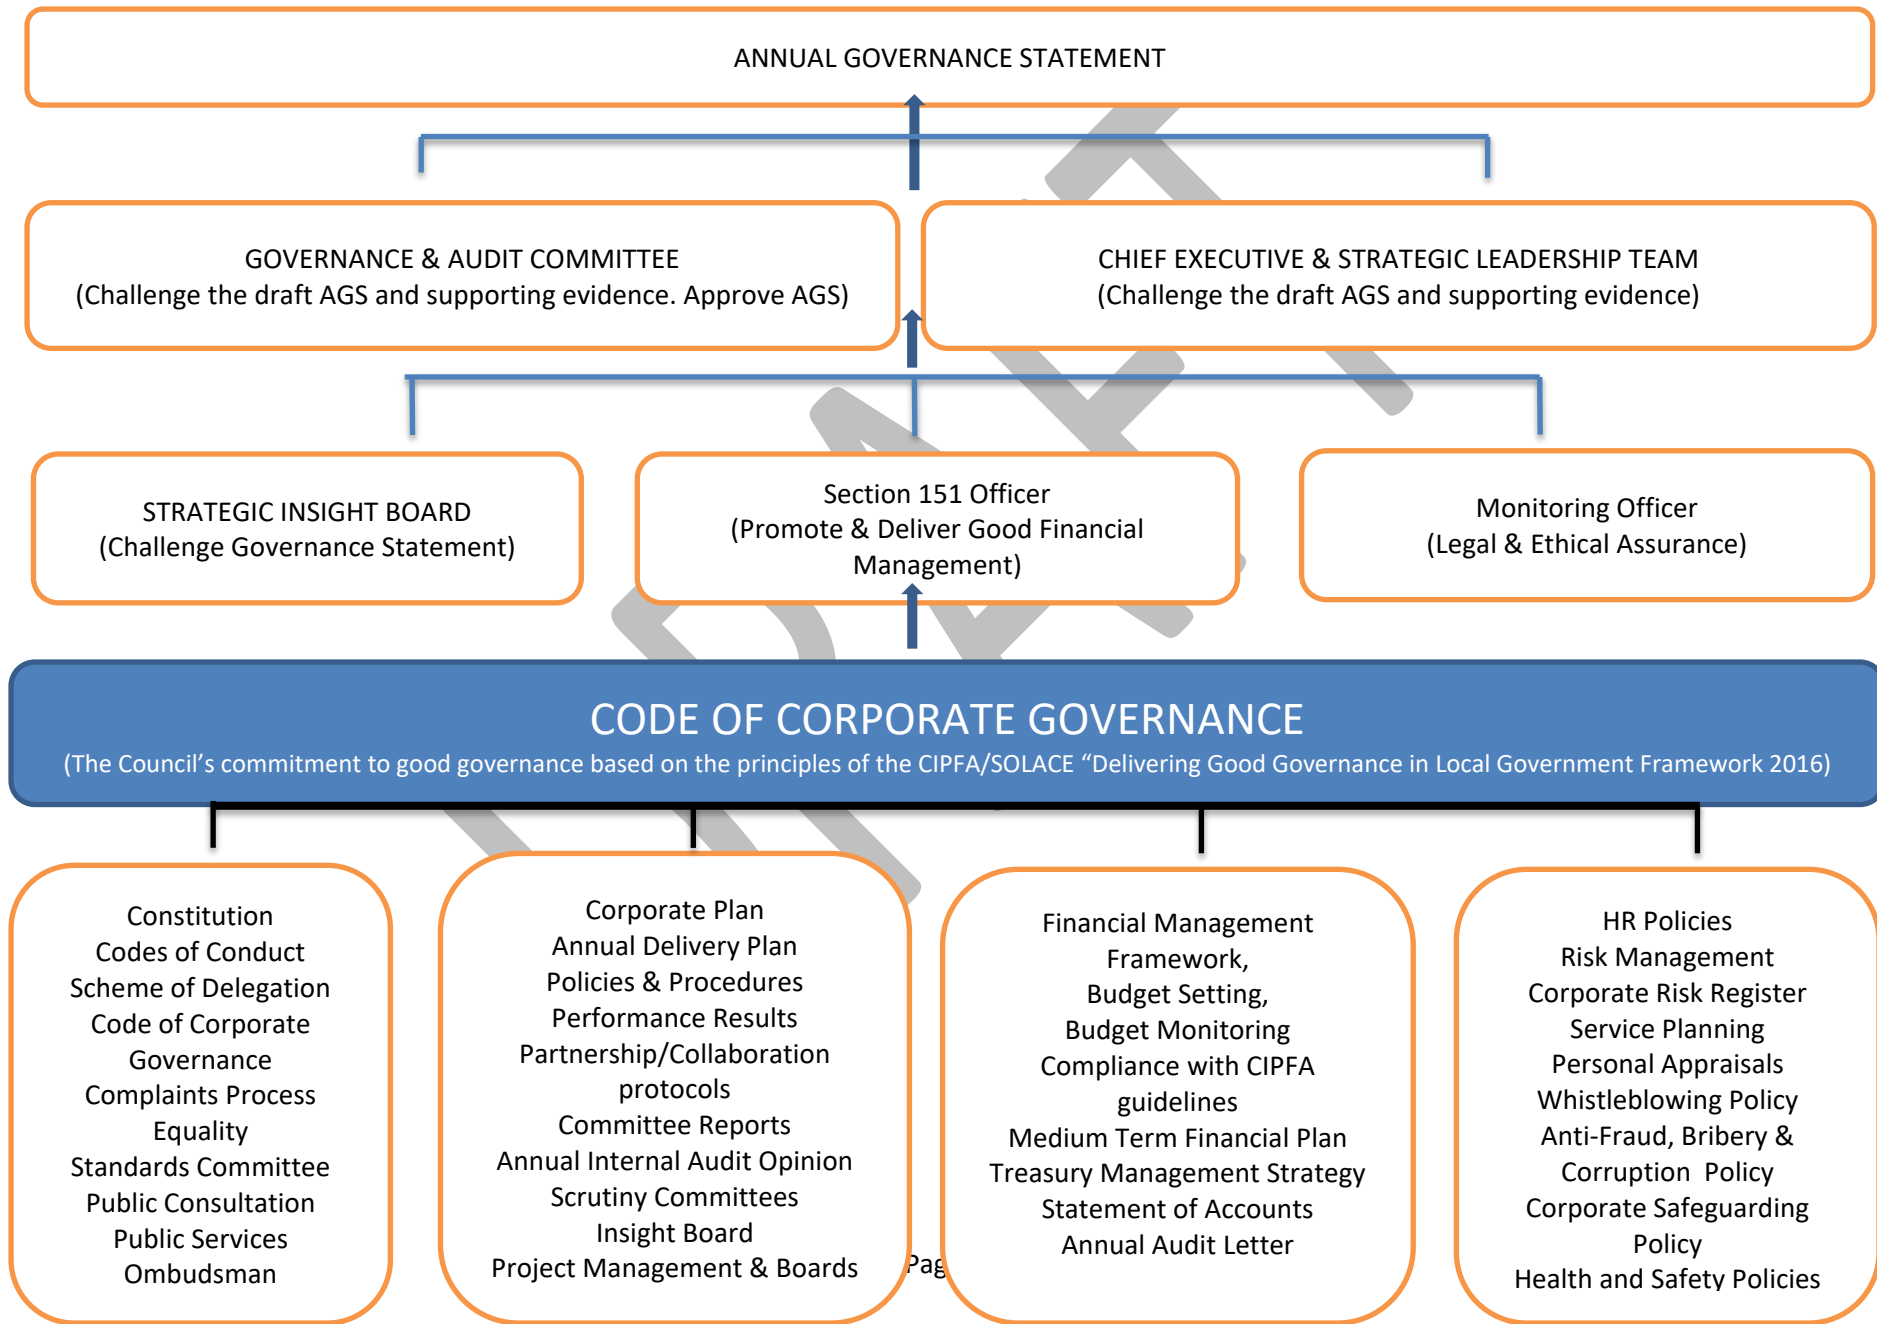 ANNUAL GOVERNANCE STATEMENT
GOVERNANCE & AUDIT COMMITTEE
(Challenge the draft AGS and supporting evidence. Approve AGS)
CHIEF EXECUTIVE & STRATEGIC LEADERSHIP TEAM
(Challenge the draft AGS and supporting evidence)
STRATEGIC INSIGHT BOARD
(Challenge Governance Statement)
Section 151 Officer
(Promote & Deliver Good Financial
Management)
Monitoring Officer
(Legal & Ethical Assurance)
CODE OF CORPORATE GOVERNANCE
(The Council’s commitment to good governance based on the principles of the CIPFA/SOLACE “Delivering Good Governance in Local Government Framework 2016)
Constitution
Codes of Conduct
Scheme of Delegation
Code of Corporate
Governance
Complaints Process
Equality
Standards Committee
Public Consultation
Public Services
Ombudsman
Corporate Plan
Annual Delivery Plan
Policies & Procedures
Performance Results
Partnership/Collaboration
protocols
Committee Reports
Annual Internal Audit Opinion
Scrutiny Committees
Insight Board
Project Management & Boards
Pag
Financial Management
Framework,
Budget Setting,
Budget Monitoring
Compliance with CIPFA
guidelines
Medium Term Financial Plan
Treasury Management Strategy
Statement of Accounts
Annual Audit Letter
HR Policies
Risk Management
Corporate Risk Register
Service Planning
Personal Appraisals
Whistleblowing Policy
Anti-Fraud, Bribery &
Corruption  Policy
Corporate Safeguarding
Policy
Health and Safety Policies
DRAFT